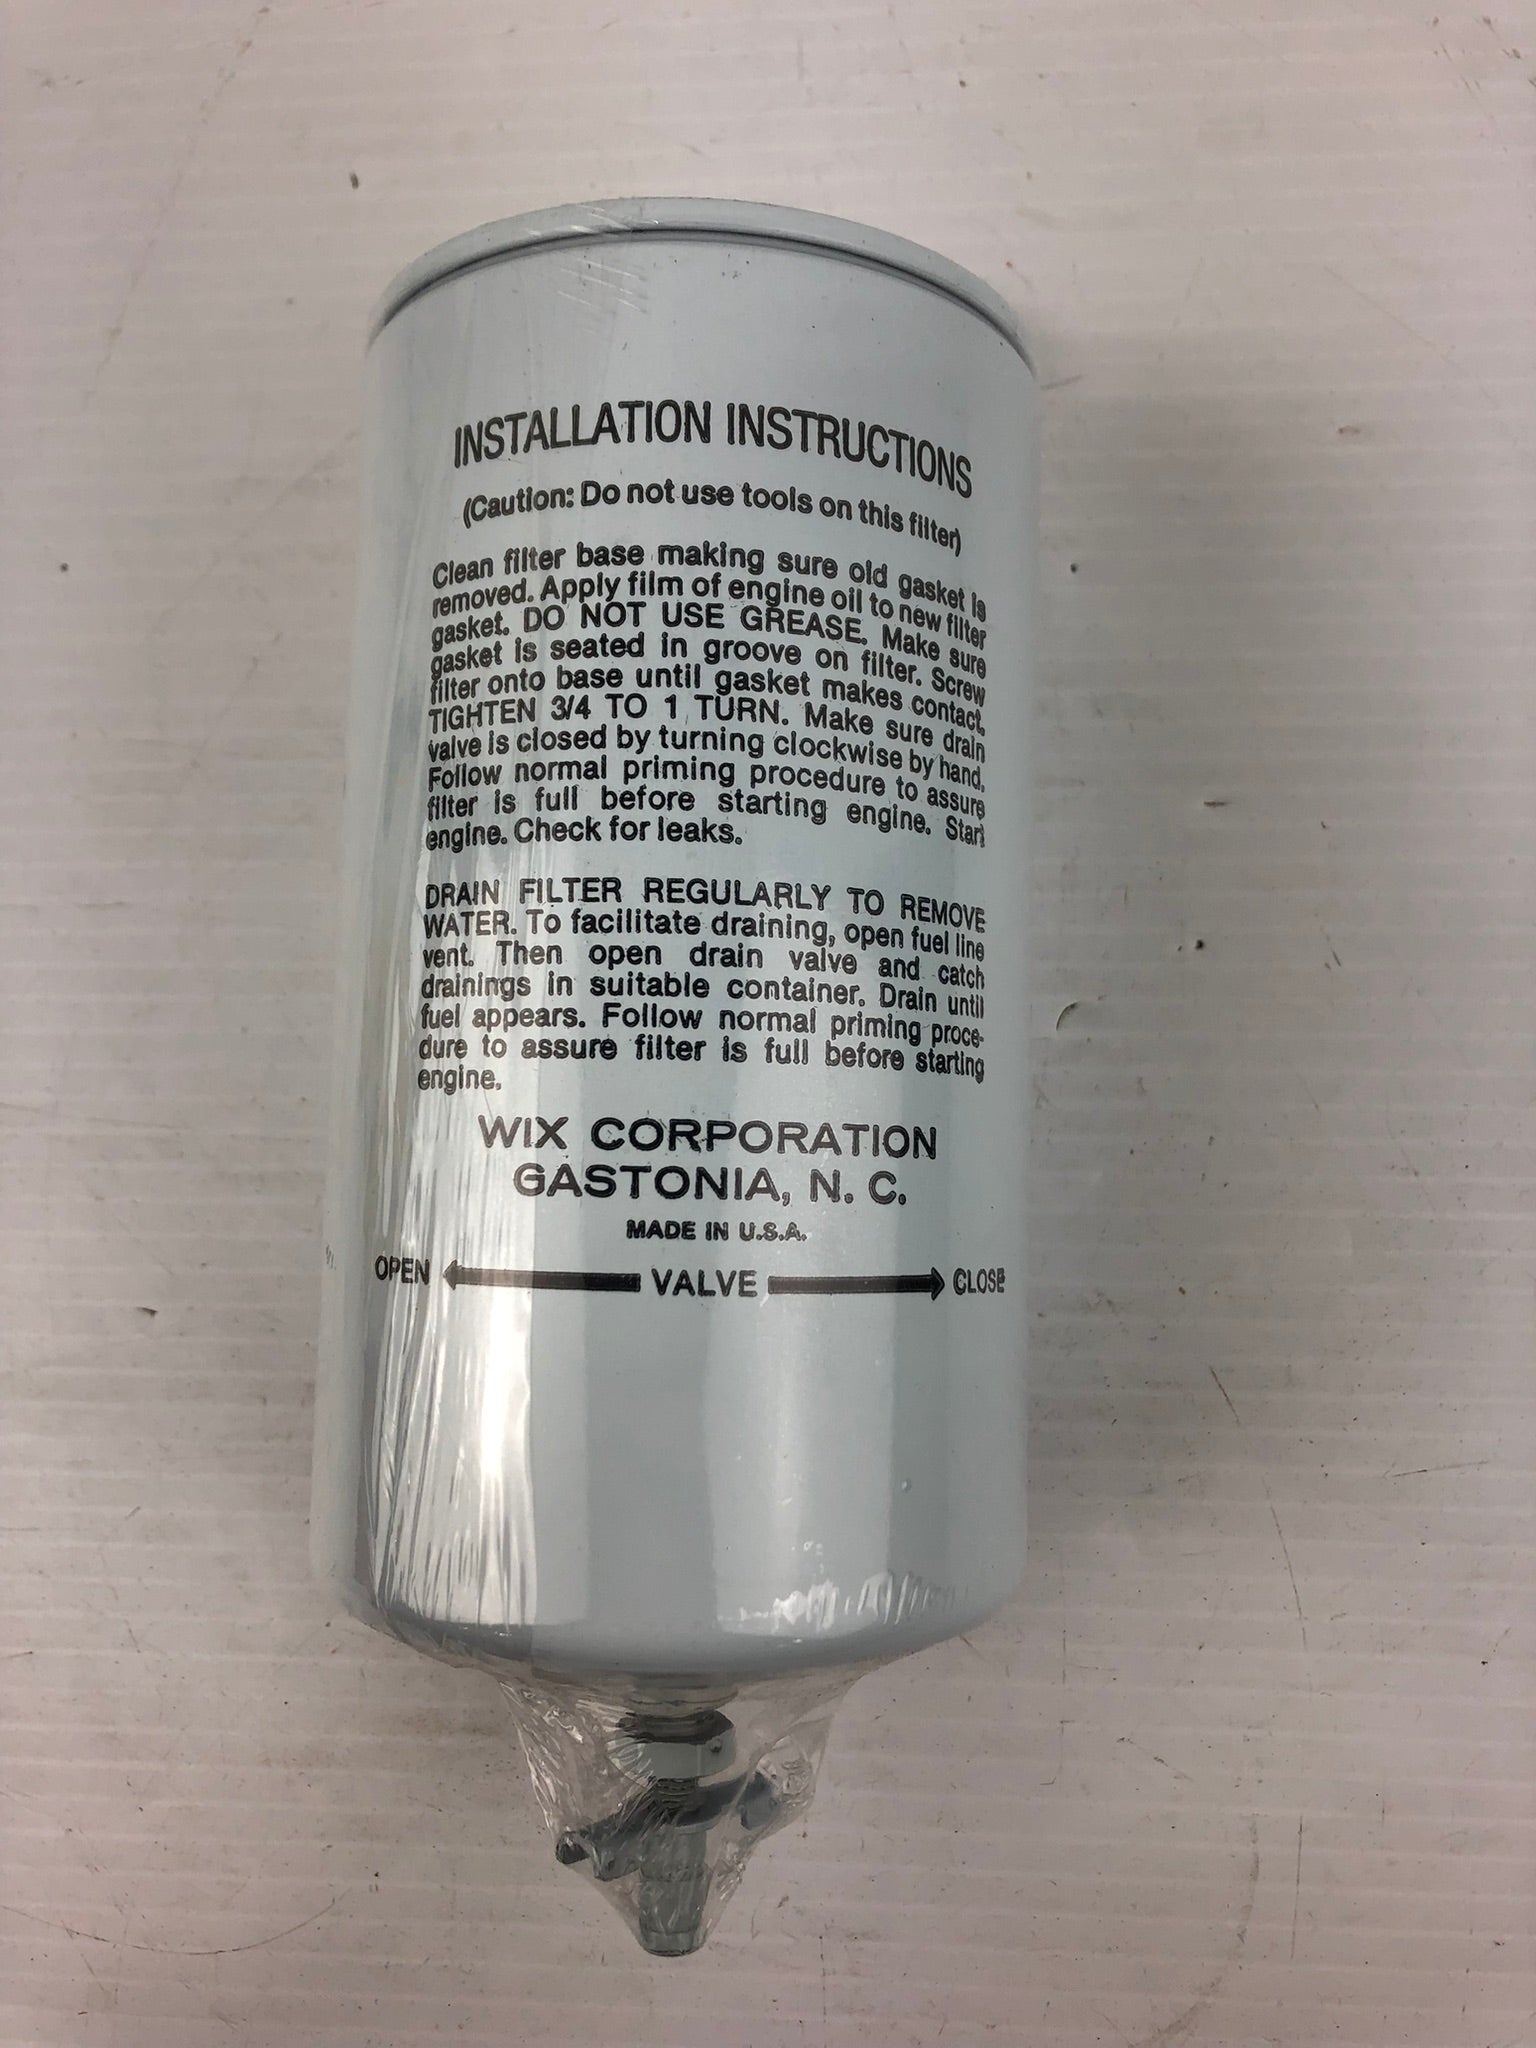 INSTALLATION INSTRUCTIONS
(Caution: Do not use tools on this filter)
Clean filter base making sure old gasket is
removed. Apply film of engine oil to new filter
gasket. DO NOT USE GREASE. Make sure
gasket is seated in groove on filter. Screw
filter onto base until gasket makes contact.
TIGHTEN 3/4 TO 1 TURN. Make sure drain
valve is closed by turning clockwise by hand.
Follow normal priming procedure to assure
filter is full before starting engine. Start
engine. Check for leaks.
DRAIN FILTER REGULARLY TO REMOVE
WATER. To facilitate draining, open fuel line
vent. Then open drain valve and catch
drainings in suitable container. Drain until
fuel appears. Follow normal priming proce-
dure to assure filter is full before starting
engine.
WIX CORPORATION
GASTONIA, N. C.
MADE IN U.S.A.
OPEN VALVE CLOSE